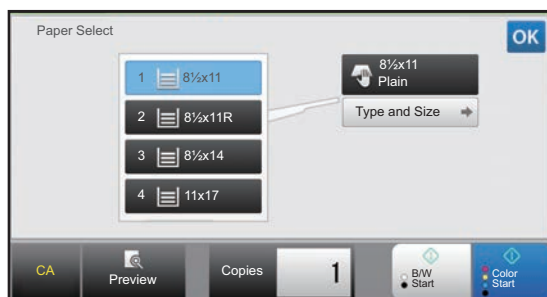 Paper Select
OK
1 8½x11
2 8½x11R
3 8½x14
4 11x17
8½x11
Plain
Type and Size
CA
Preview
Copies
1
B/W
Start
Color
Start